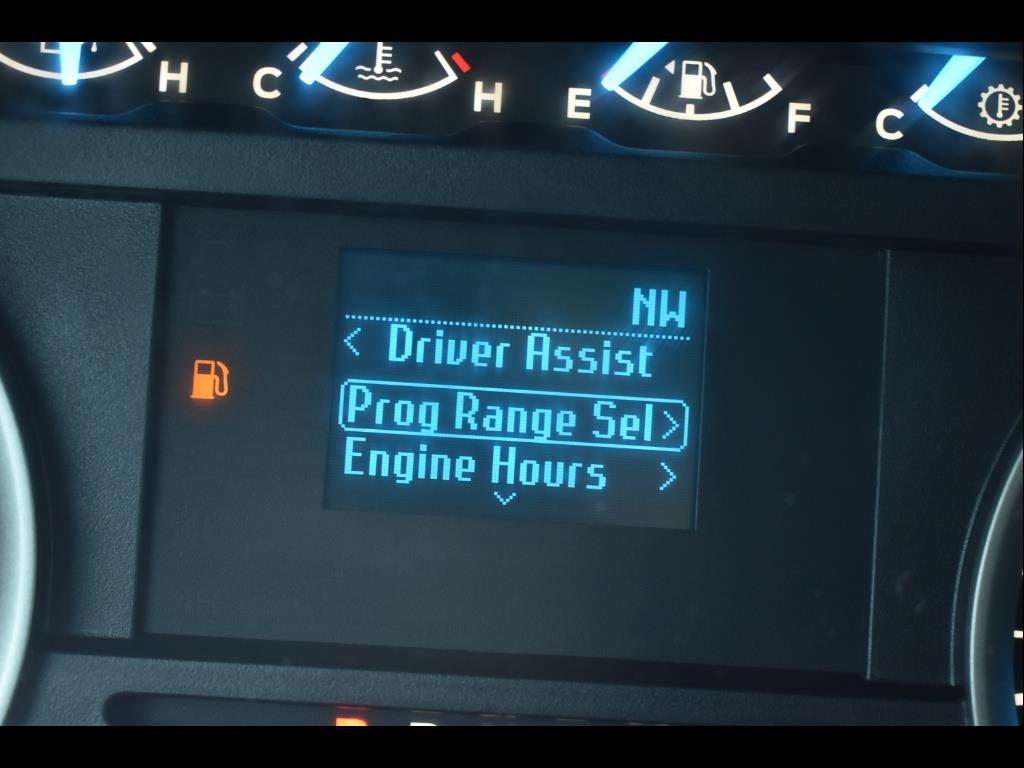 H C H E F C
NW
< Driver Assist
Prog Range Sel >
Engine Hours >